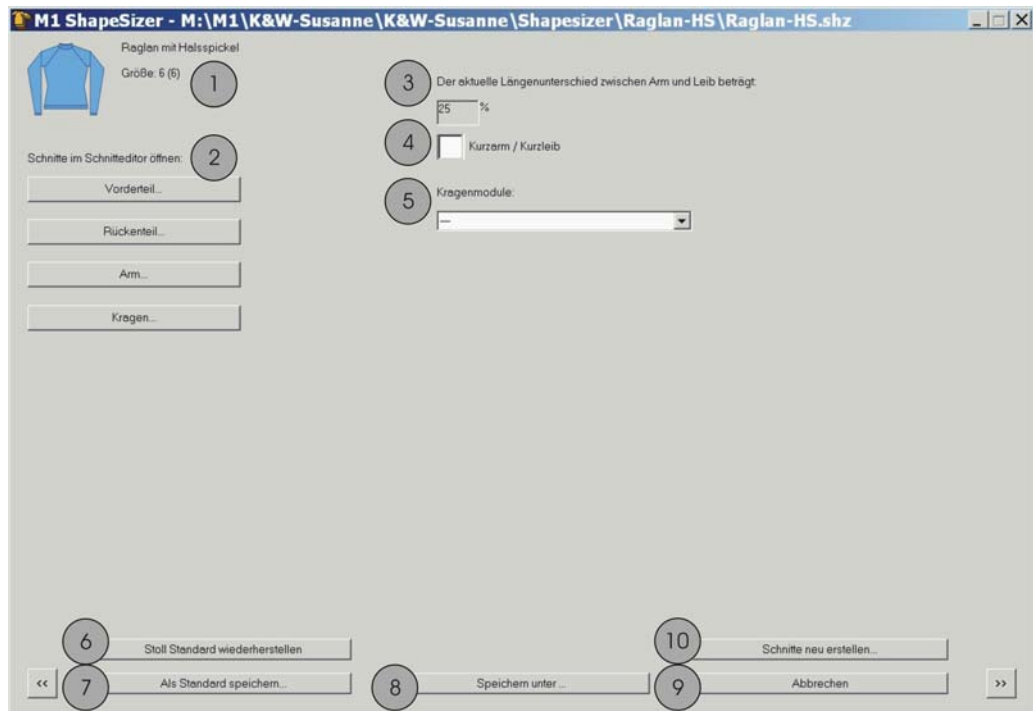 M1 ShapeSizer - M:\M1\K&W-Susanne\K&W-Susanne\Shapesizer\Raglan-HS\Raglan-HS.shz
Raglan mit Halsspickel
Größe: 6 (6)
1
Schnitte im Schnitteditor öffnen:
2
Vorderteil...
Rückenteil...
Arm...
Kragen...
3
Der aktuelle Längenunterschied zwischen Arm und Leib beträgt:
25 %
4
Kurzarm / Kurzleib
5
Kragenmodule:
---
6
Stoll Standard wiederherstellen
10
Schnitte neu erstellen...
<<
7
Als Standard speichern...
8
Speichern unter ...
9
Abbrechen
>>